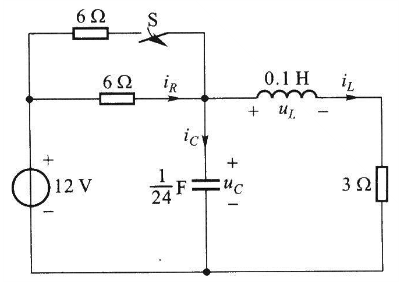 6 Ω
S
6 Ω
i_R
0.1 H
i_L
+ u_L −
i_C
+
12 V
−
1/24 F
+
u_C
−
3 Ω